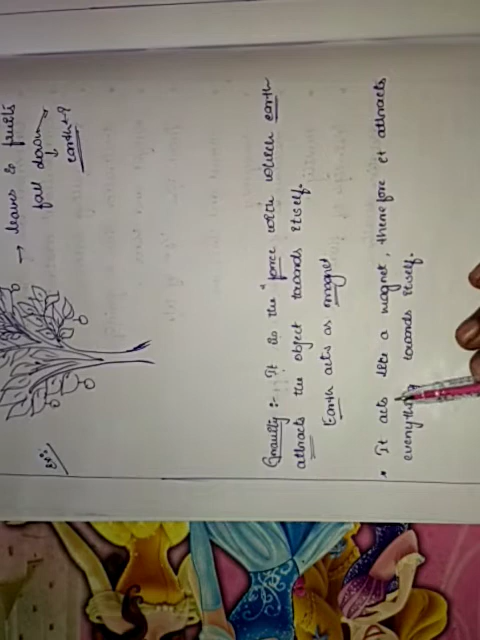 Ex:-
→ leaves & fruits
fall down
↓
earth?
Gravity :- It is the "force with which earth
attracts the object towards itself.
Earth acts as magnet
* It acts like a magnet, therefore it attracts
everything towards itself.